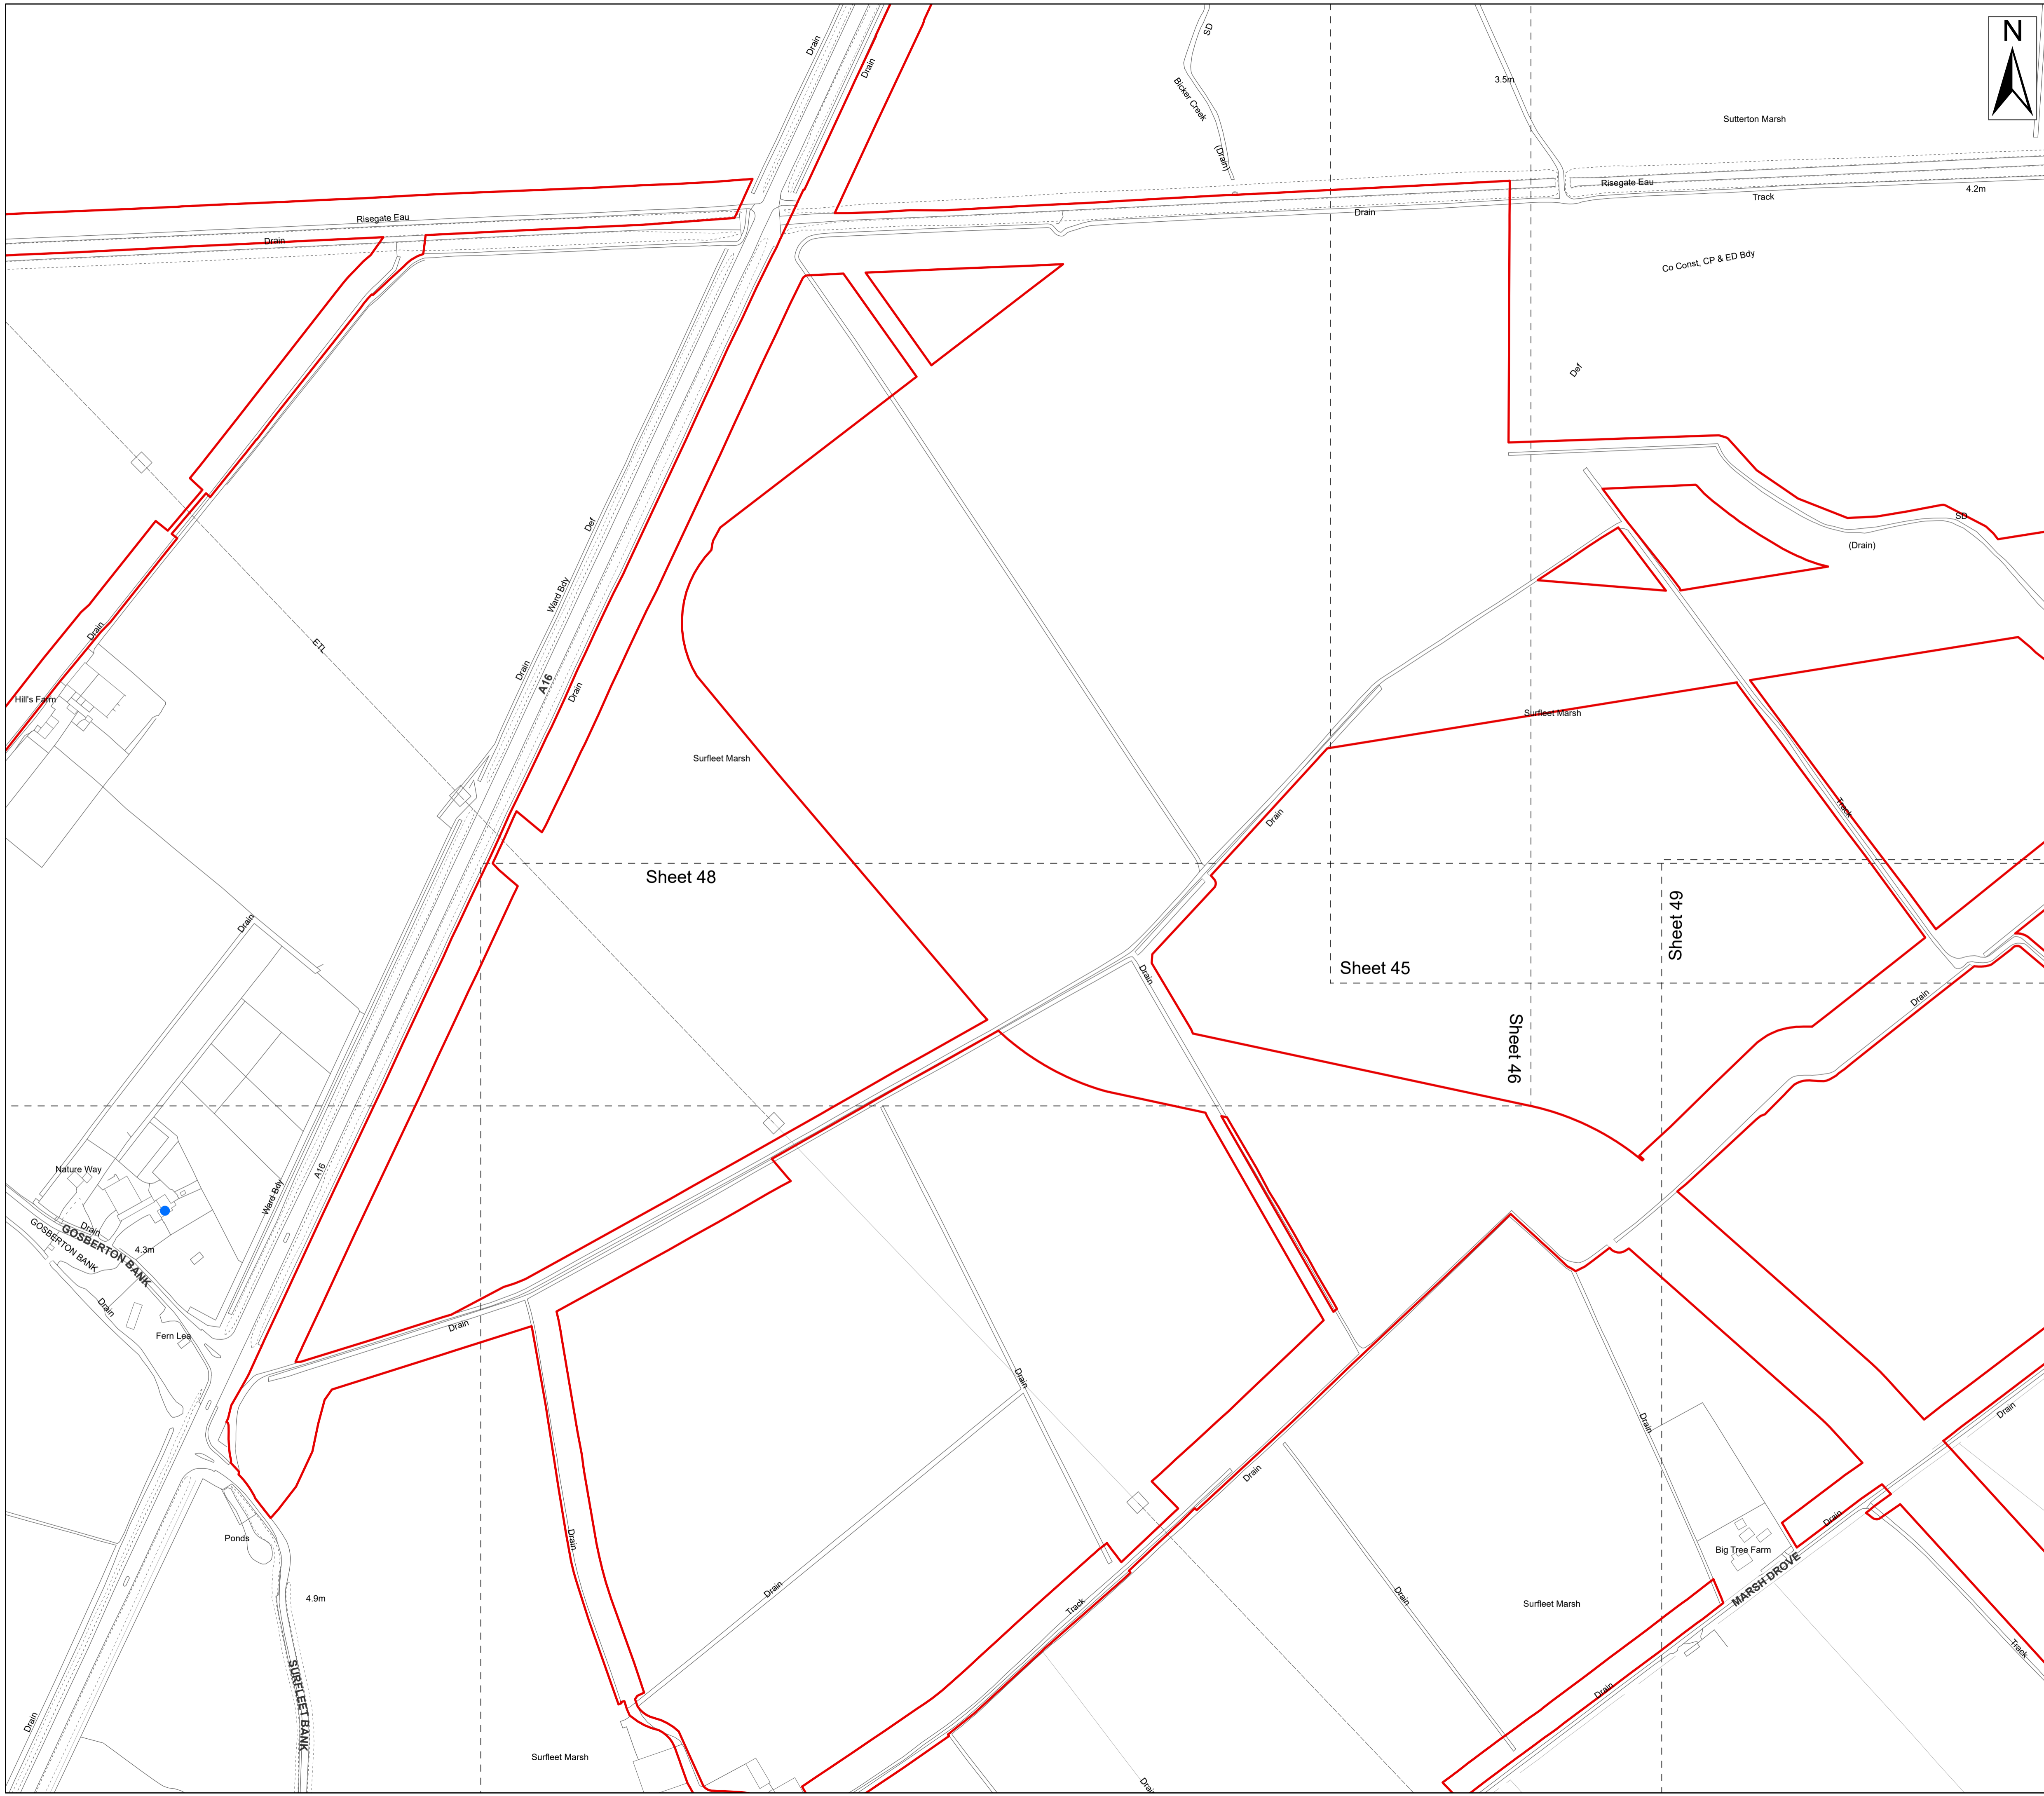 Drain
Drain
SD
Bicker Creek
(Drain)
3.5m
Sutterton Marsh
N
Risegate Eau
Drain
Drain
Risegate Eau
Track
4.2m
Co Const, CP & ED Bdy
Def
Def
SD
(Drain)
Ward Bdy
Drain
ETL
Drain
A16
Drain
Hill's Farm
Surfleet Marsh
Surfleet Marsh
Drain
Track
Sheet 48
Sheet 49
Drain
Sheet 45
Drain
Drain
Sheet 46
Nature Way
A16
Ward Bdy
Drain
GOSBERTON BANK
GOSBERTON BANK
4.3m
Drain
Fern Lea
Drain
Drain
Drain
Drain
Ponds
Drain
Drain
Drain
Big Tree Farm
MARSH DROVE
4.9m
Drain
Track
Drain
Surfleet Marsh
Track
SURFLEET BANK
Drain
Drain
Surfleet Marsh
Drain